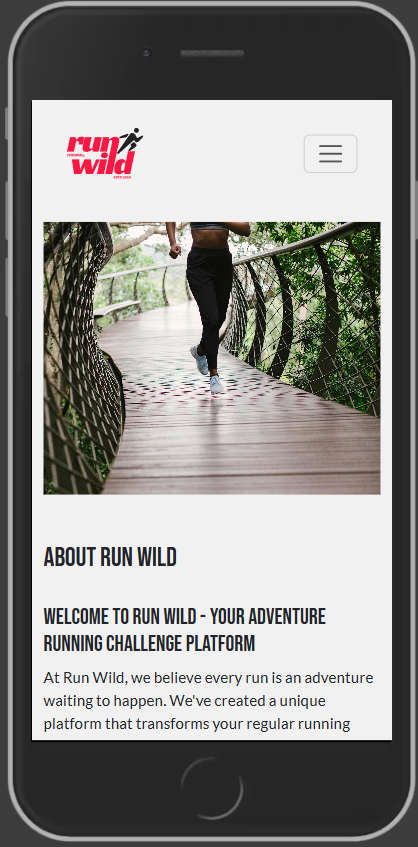 run
wild
ABOUT RUN WILD
WELCOME TO RUN WILD - YOUR ADVENTURE
RUNNING CHALLENGE PLATFORM
At Run Wild, we believe every run is an adventure
waiting to happen. We've created a unique
platform that transforms your regular running